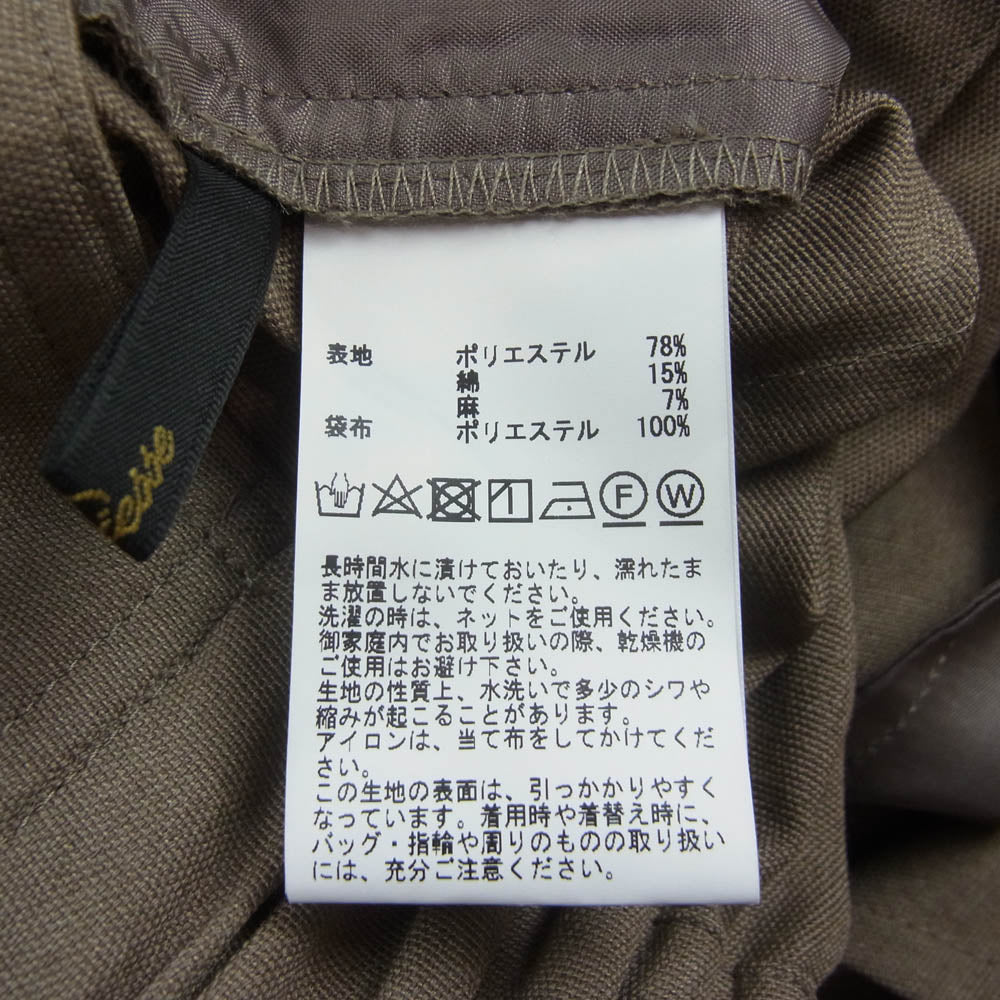 表地 ポリエステル 78%
綿 15%
麻 7%
袋布 ポリエステル 100%
F W
長時間水に漬けておいたり、濡れたま
ま放置しないでください。
洗濯の時は、ネットをご使用ください。
御家庭内でお取り扱いの際、乾燥機の
ご使用はお避け下さい。
生地の性質上、水洗いで多少のシワや
縮みが起こることがあります。
アイロンは、当て布をしてかけてくだ
さい。
この生地の表面は、引っかかりやすく
なっています。着用時や着替え時に、
バッグ・指輪や周りのものの取り扱い
には、充分ご注意ください。